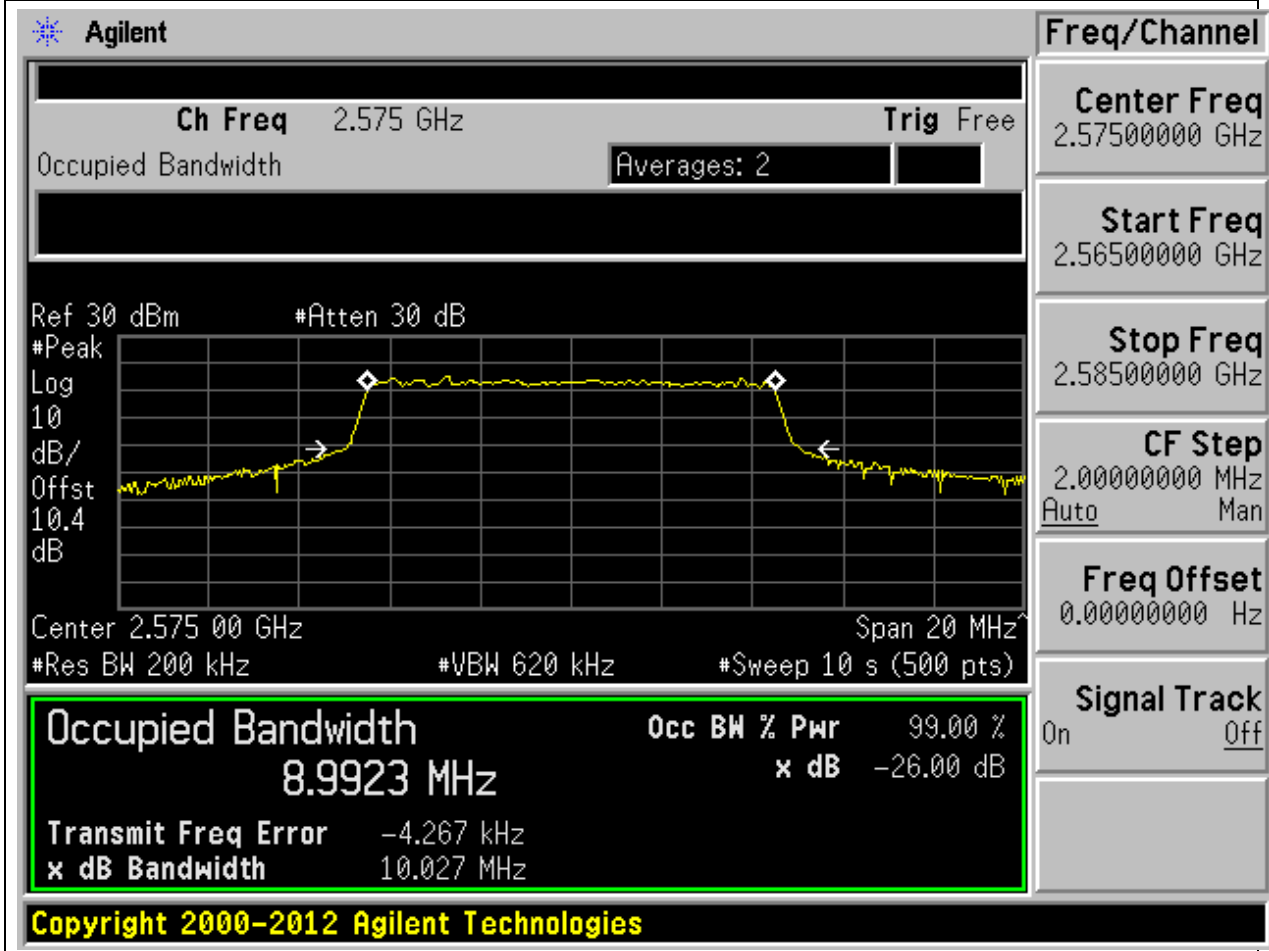 Agilent
Freq/Channel
Ch Freq 2.575 GHz Trig Free
Occupied Bandwidth Averages: 2
Ref 30 dBm #Atten 30 dB
#Peak
Log
10
dB/
Offst
10.4
dB
Center 2.575 00 GHz Span 20 MHz^
#Res BW 200 kHz #VBW 620 kHz #Sweep 10 s (500 pts)
Occupied Bandwidth
8.9923 MHz
Occ BW % Pwr 99.00 %
x dB -26.00 dB
Transmit Freq Error -4.267 kHz
x dB Bandwidth 10.027 MHz
Center Freq
2.57500000 GHz
Start Freq
2.56500000 GHz
Stop Freq
2.58500000 GHz
CF Step
2.00000000 MHz
Auto Man
Freq Offset
0.00000000 Hz
Signal Track
On Off
Copyright 2000-2012 Agilent Technologies